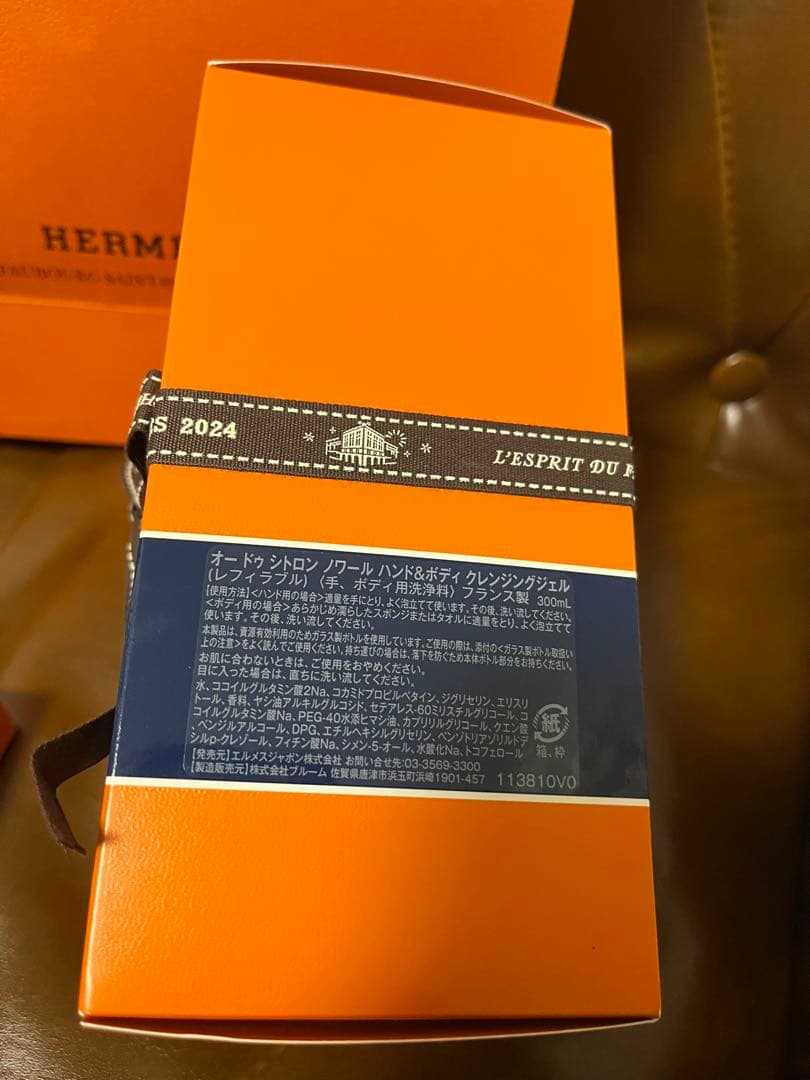 HERM
FAUBOURG SAINT
S 2024
L'ESPRIT DU F
オー ドゥ シトロン ノワール ハンド&ボディ クレンジングジェル
(レフィラブル) 〈手、ボディ用洗浄料〉 フランス製 300mL
【使用方法】<ハンド用の場合>適量を手にとり、よく泡立てて使います。その後、洗い流してください。
<ボディ用の場合>あらかじめ濡らしたスポンジまたはタオルに適量をとり、よく泡立てて
使います。その後、洗い流してください。
本製品は、資源有効利用のためガラス製ボトルを使用しています。ご使用の際は、添付の<ガラス製ボトル取扱い
上の注意>をよく読んでご使用ください。持ち運びの場合は、落下を防ぐため本体ボトル部分をお持ちください。
お肌に合わないときは、ご使用をおやめください。
目に入った場合は、直ちに洗い流してください。
水、ココイルグルタミン酸2Na、コカミドプロピルベタイン、ジグリセリン、エリスリ
トール、香料、ヤシ油アルキルグルコシド、セテアレス-60ミリスチルグリコール、コ
コイルグルタミン酸Na、PEG-40水添ヒマシ油、カプリリルグリコール、クエン酸
、ベンジルアルコール、DPG、エチルヘキシルグリセリン、ベンゾトリアゾリルドデ
シルp-クレゾール、フィチン酸Na、シメン-5-オール、水酸化Na、トコフェロール
紙
箱、枠
【発売元】エルメスジャポン株式会社 お問い合せ先:03-3569-3300
【製造販売元】株式会社ブルーム 佐賀県唐津市浜玉町浜崎1901-457 113810V0